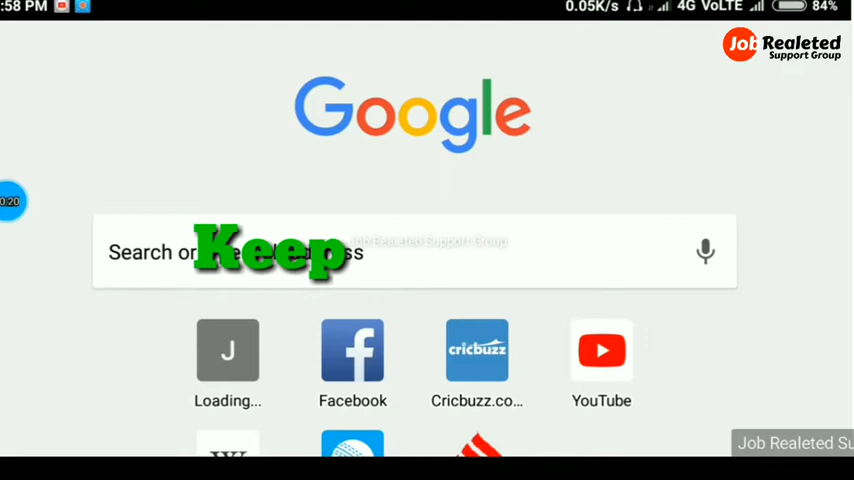 :58 PM 0.05K/s 4G VoLTE 84%
Job Realeted
Support Group
Google
0:20
Job Realeted Support Group
Search or
Keep
J
f
cricbuzz
Loading...
Facebook
Cricbuzz.co...
YouTube
W
Job Realeted Su